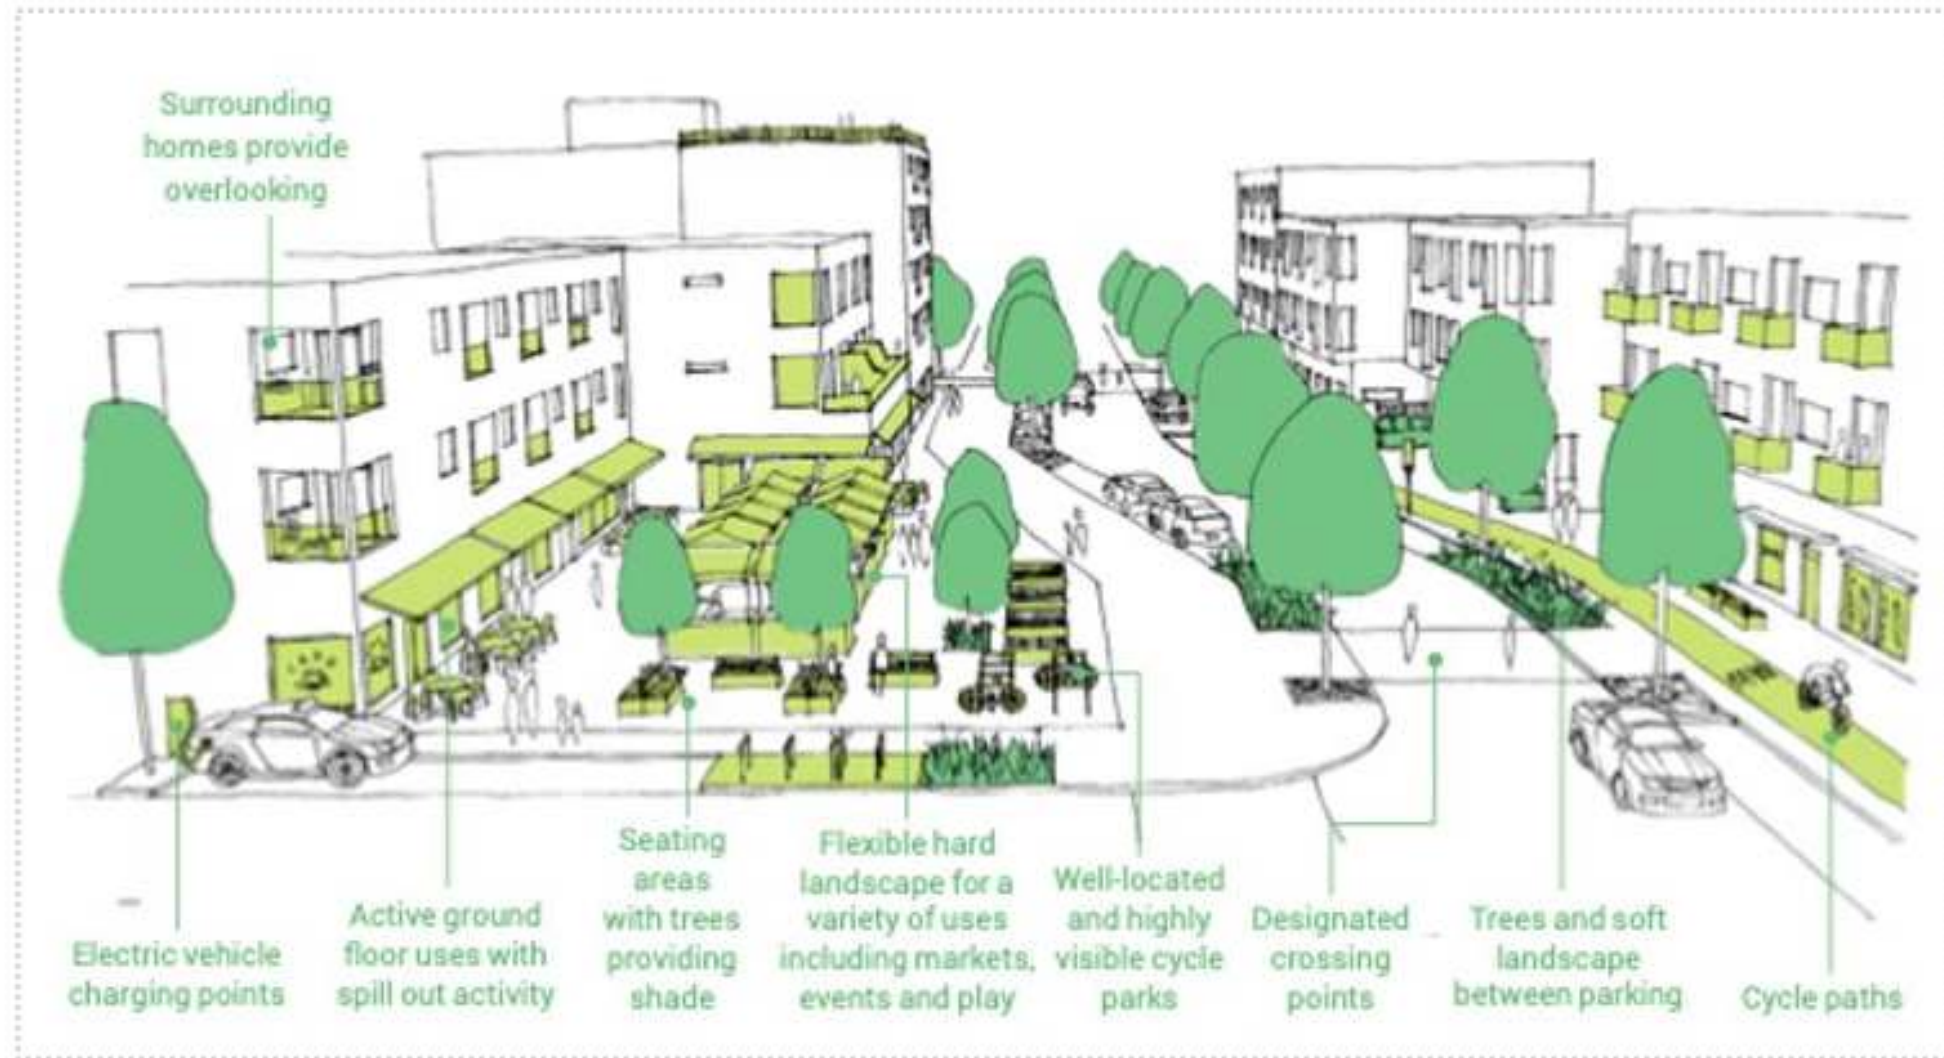 Surrounding
homes provide
overlooking
Electric vehicle
charging points
Active ground
floor uses with
spill out activity
Seating
areas
with trees
providing
shade
Flexible hard
landscape for a
variety of uses
including markets,
events and play
Well-located
and highly
visible cycle
parks
Designated
crossing
points
Trees and soft
landscape
between parking
Cycle paths